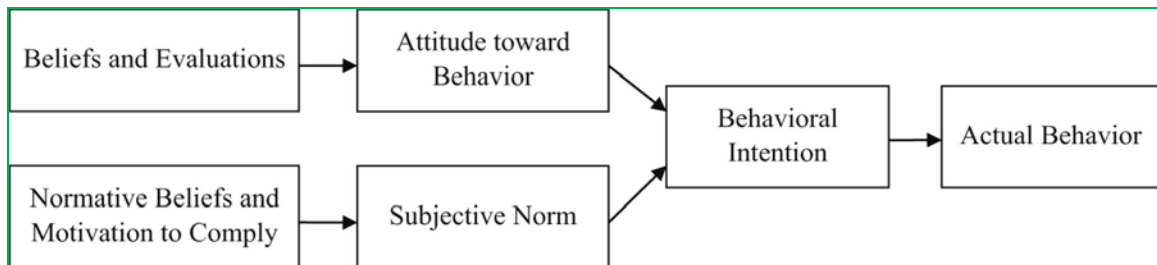 Beliefs and Evaluations
Attitude toward
Behavior
Behavioral
Intention
Actual Behavior
Normative Beliefs and
Motivation to Comply
Subjective Norm